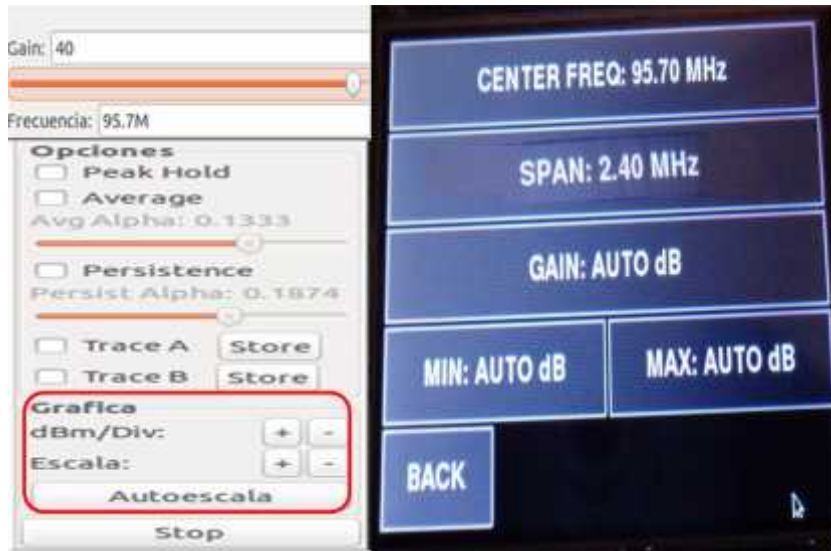 Gain: 40
Frecuencia: 95.7M
Opciones
Peak Hold
Average
Avg Alpha: 0.1333
Persistence
Persist Alpha: 0.1874
Trace A Store
Trace B Store
Grafica
dBm/Div: + -
Escala: + -
Autoescala
Stop
CENTER FREQ: 95.70 MHz
SPAN: 2.40 MHz
GAIN: AUTO dB
MIN: AUTO dB MAX: AUTO dB
BACK